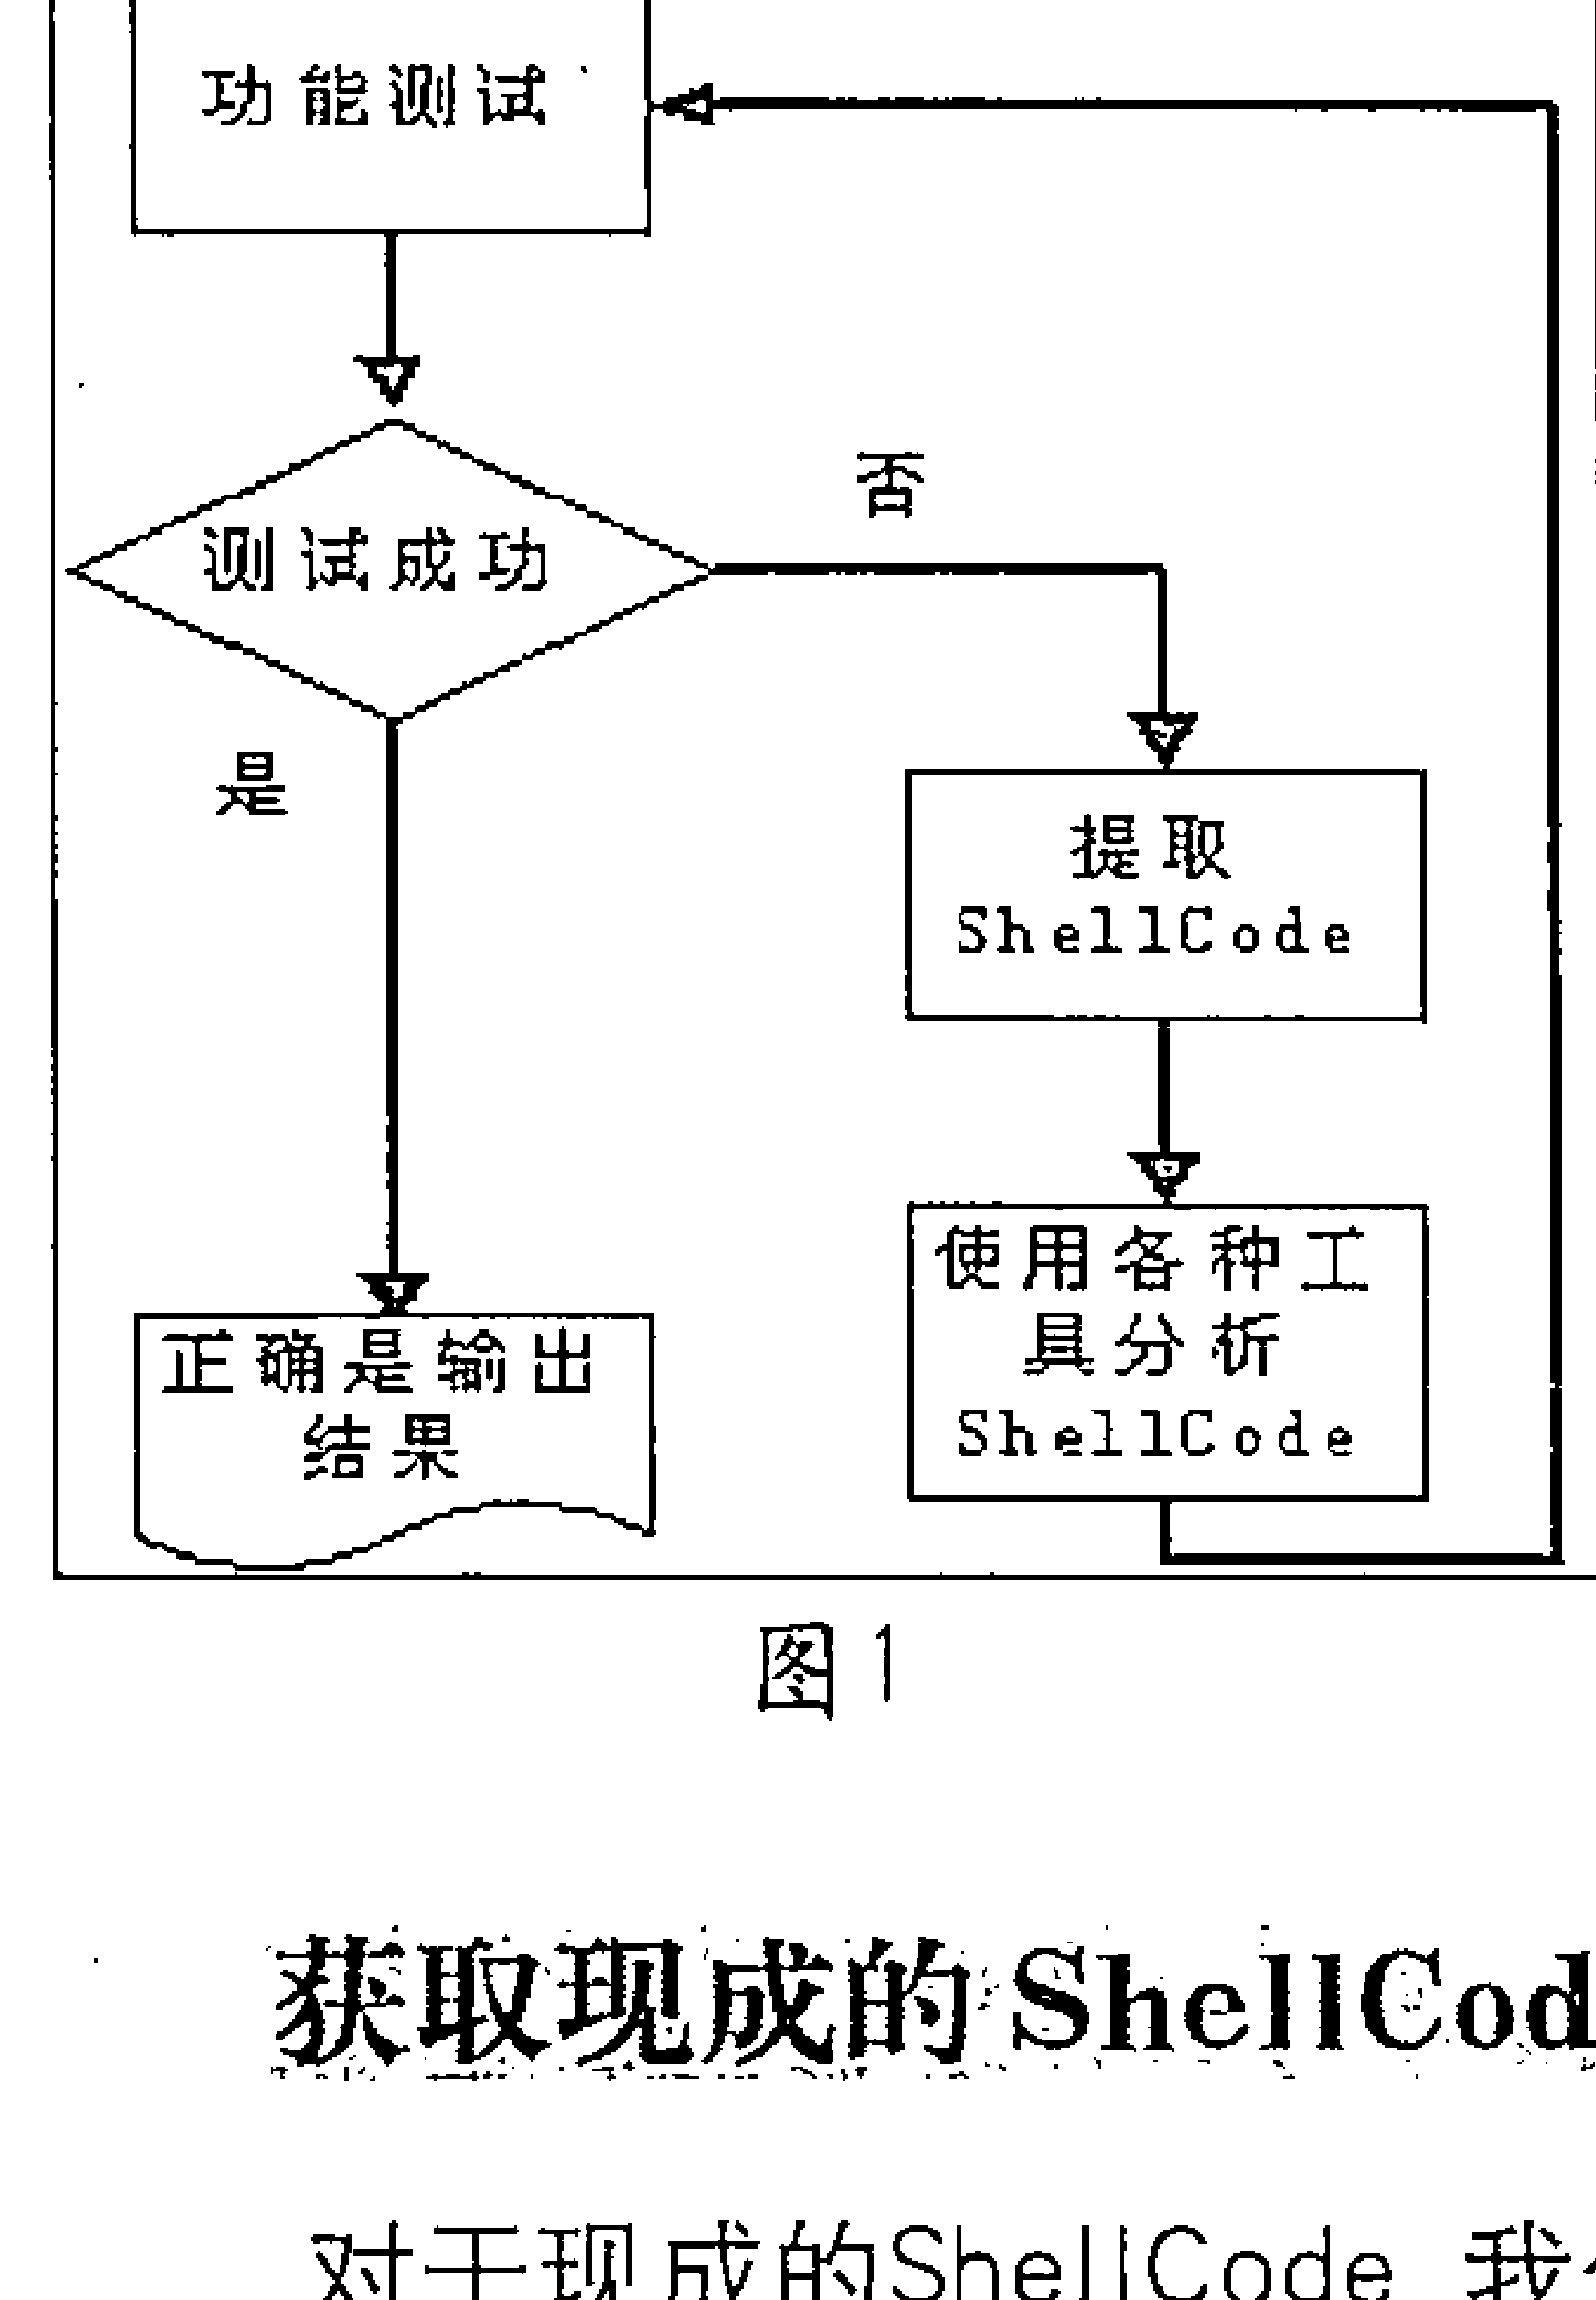 功能测试
否
测试成功
是
提取
ShellCode
使用各种工
具分析
ShellCode
正确是输出
结果
图1
获取现成的ShellCod
对于现成的ShellCode 我